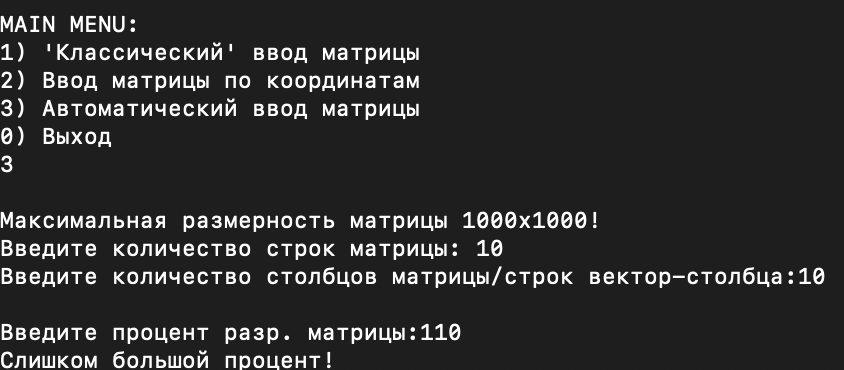 MAIN MENU:
1) 'Классический' ввод матрицы
2) Ввод матрицы по координатам
3) Автоматический ввод матрицы
0) Выход
3
Максимальная размерность матрицы 1000x1000!
Введите количество строк матрицы: 10
Введите количество столбцов матрицы/строк вектор-столбца:10
Введите процент разр. матрицы:110
Слишком большой процент!